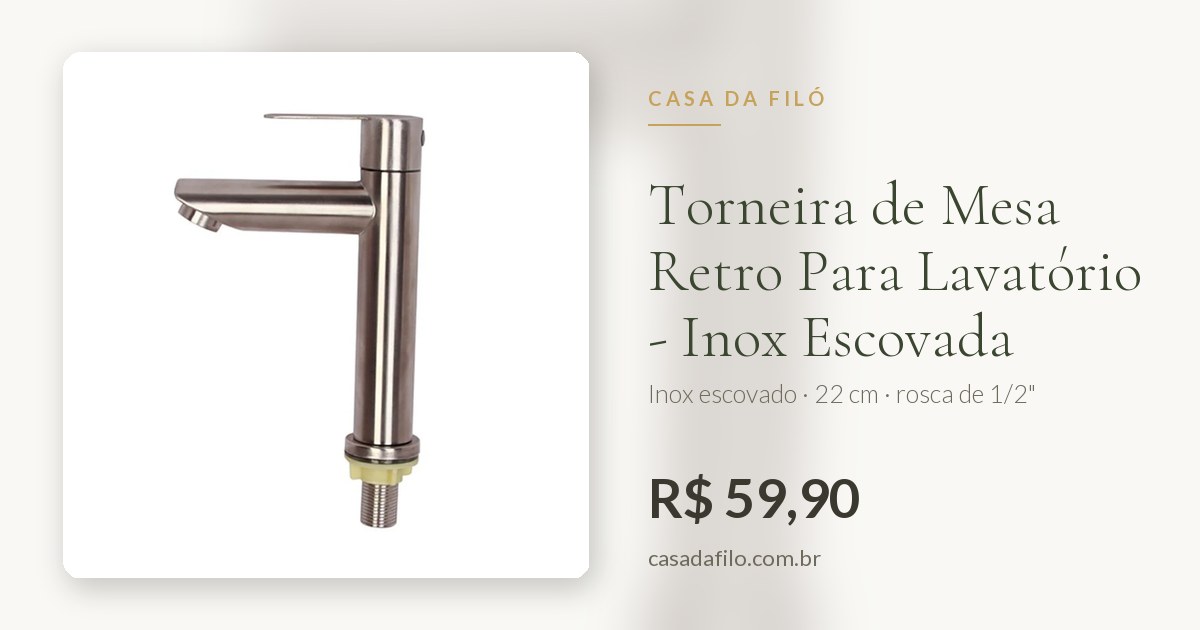 CASA DA FILÓ
Torneira de Mesa
Retro Para Lavatório
- Inox Escovada
Inox escovado · 22 cm · rosca de 1/2"
R$ 59,90
casadafilo.com.br